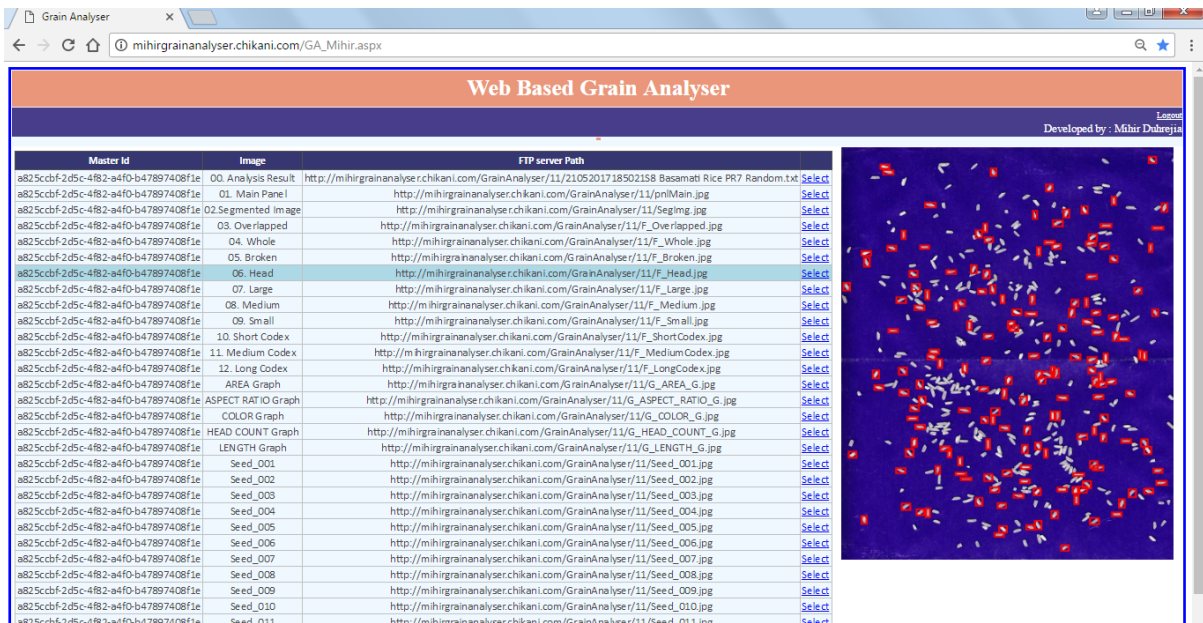 Grain Analyser
mihirgrainanalyser.chikani.com/GA_Mihir.aspx
Web Based Grain Analyser
Logout
Developed by : Mihir Duhrejia
Master Id Image FTP server Path
a825ccbf-2d5c-4f82-a4f0-b47897408f1e 00. Analysis Result http://mihirgrainanalyser.chikani.com/GrainAnalyser/11/2105201718502158 Basamati Rice PR7 Random.txt Select
a825ccbf-2d5c-4f82-a4f0-b47897408f1e 01. Main Panel http://mihirgrainanalyser.chikani.com/GrainAnalyser/11/pnlMain.jpg Select
a825ccbf-2d5c-4f82-a4f0-b47897408f1e 02.Segmented Image http://mihirgrainanalyser.chikani.com/GrainAnalyser/11/SegImg.jpg Select
a825ccbf-2d5c-4f82-a4f0-b47897408f1e 03. Overlapped http://mihirgrainanalyser.chikani.com/GrainAnalyser/11/F_Overlapped.jpg Select
a825ccbf-2d5c-4f82-a4f0-b47897408f1e 04. Whole http://mihirgrainanalyser.chikani.com/GrainAnalyser/11/F_Whole.jpg Select
a825ccbf-2d5c-4f82-a4f0-b47897408f1e 05. Broken http://mihirgrainanalyser.chikani.com/GrainAnalyser/11/F_Broken.jpg Select
a825ccbf-2d5c-4f82-a4f0-b47897408f1e 06. Head http://mihirgrainanalyser.chikani.com/GrainAnalyser/11/F_Head.jpg Select
a825ccbf-2d5c-4f82-a4f0-b47897408f1e 07. Large http://mihirgrainanalyser.chikani.com/GrainAnalyser/11/F_Large.jpg Select
a825ccbf-2d5c-4f82-a4f0-b47897408f1e 08. Medium http://mihirgrainanalyser.chikani.com/GrainAnalyser/11/F_Medium.jpg Select
a825ccbf-2d5c-4f82-a4f0-b47897408f1e 09. Small http://mihirgrainanalyser.chikani.com/GrainAnalyser/11/F_Small.jpg Select
a825ccbf-2d5c-4f82-a4f0-b47897408f1e 10. Short Codex http://mihirgrainanalyser.chikani.com/GrainAnalyser/11/F_ShortCodex.jpg Select
a825ccbf-2d5c-4f82-a4f0-b47897408f1e 11. Medium Codex http://mihirgrainanalyser.chikani.com/GrainAnalyser/11/F_MediumCodex.jpg Select
a825ccbf-2d5c-4f82-a4f0-b47897408f1e 12. Long Codex http://mihirgrainanalyser.chikani.com/GrainAnalyser/11/F_LongCodex.jpg Select
a825ccbf-2d5c-4f82-a4f0-b47897408f1e AREA Graph http://mihirgrainanalyser.chikani.com/GrainAnalyser/11/G_AREA_G.jpg Select
a825ccbf-2d5c-4f82-a4f0-b47897408f1e ASPECT RATIO Graph http://mihirgrainanalyser.chikani.com/GrainAnalyser/11/G_ASPECT_RATIO_G.jpg Select
a825ccbf-2d5c-4f82-a4f0-b47897408f1e COLOR Graph http://mihirgrainanalyser.chikani.com/GrainAnalyser/11/G_COLOR_G.jpg Select
a825ccbf-2d5c-4f82-a4f0-b47897408f1e HEAD COUNT Graph http://mihirgrainanalyser.chikani.com/GrainAnalyser/11/G_HEAD_COUNT_G.jpg Select
a825ccbf-2d5c-4f82-a4f0-b47897408f1e LENGTH Graph http://mihirgrainanalyser.chikani.com/GrainAnalyser/11/G_LENGTH_G.jpg Select
a825ccbf-2d5c-4f82-a4f0-b47897408f1e Seed_001 http://mihirgrainanalyser.chikani.com/GrainAnalyser/11/Seed_001.jpg Select
a825ccbf-2d5c-4f82-a4f0-b47897408f1e Seed_002 http://mihirgrainanalyser.chikani.com/GrainAnalyser/11/Seed_002.jpg Select
a825ccbf-2d5c-4f82-a4f0-b47897408f1e Seed_003 http://mihirgrainanalyser.chikani.com/GrainAnalyser/11/Seed_003.jpg Select
a825ccbf-2d5c-4f82-a4f0-b47897408f1e Seed_004 http://mihirgrainanalyser.chikani.com/GrainAnalyser/11/Seed_004.jpg Select
a825ccbf-2d5c-4f82-a4f0-b47897408f1e Seed_005 http://mihirgrainanalyser.chikani.com/GrainAnalyser/11/Seed_005.jpg Select
a825ccbf-2d5c-4f82-a4f0-b47897408f1e Seed_006 http://mihirgrainanalyser.chikani.com/GrainAnalyser/11/Seed_006.jpg Select
a825ccbf-2d5c-4f82-a4f0-b47897408f1e Seed_007 http://mihirgrainanalyser.chikani.com/GrainAnalyser/11/Seed_007.jpg Select
a825ccbf-2d5c-4f82-a4f0-b47897408f1e Seed_008 http://mihirgrainanalyser.chikani.com/GrainAnalyser/11/Seed_008.jpg Select
a825ccbf-2d5c-4f82-a4f0-b47897408f1e Seed_009 http://mihirgrainanalyser.chikani.com/GrainAnalyser/11/Seed_009.jpg Select
a825ccbf-2d5c-4f82-a4f0-b47897408f1e Seed_010 http://mihirgrainanalyser.chikani.com/GrainAnalyser/11/Seed_010.jpg Select
a825ccbf-2d5c-4f82-a4f0-b47897408f1e Seed_011 http://mihirgrainanalyser.chikani.com/GrainAnalyser/11/Seed_011.jpg Select